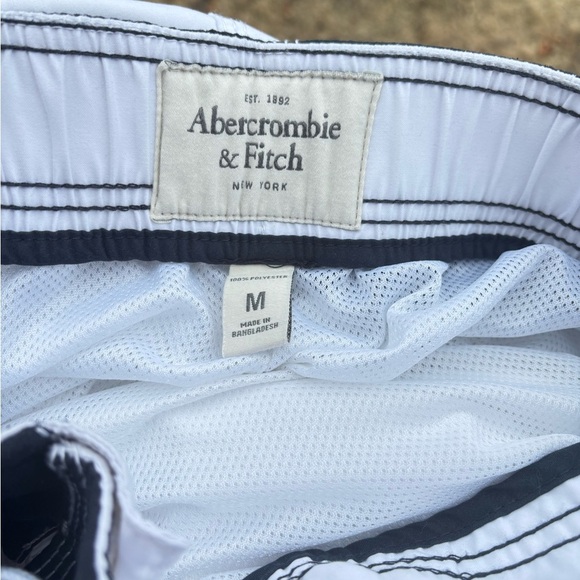 EST. 1892
Abercrombie
& Fitch
NEW YORK
100% POLYESTER
M
MADE IN
BANGLADESH